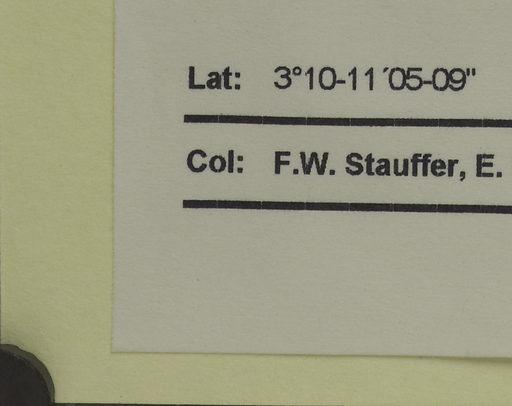 Lat: 3°10-11´05-09"
Col: F.W. Stauffer, E.